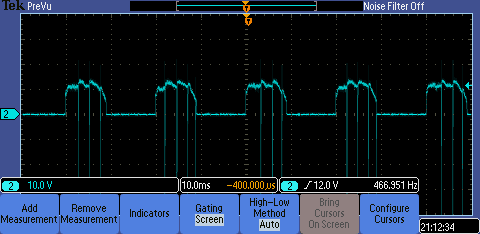 Tek PreVu Noise Filter Off
T
T
2
2 10.0 V 10.0ms -400.000µs 2 12.0 V 466.951 Hz
Add Measurement
Remove Measurement
Indicators
Gating
Screen
High-Low Method
Auto
Bring Cursors On Screen
Configure Cursors
21:12:34